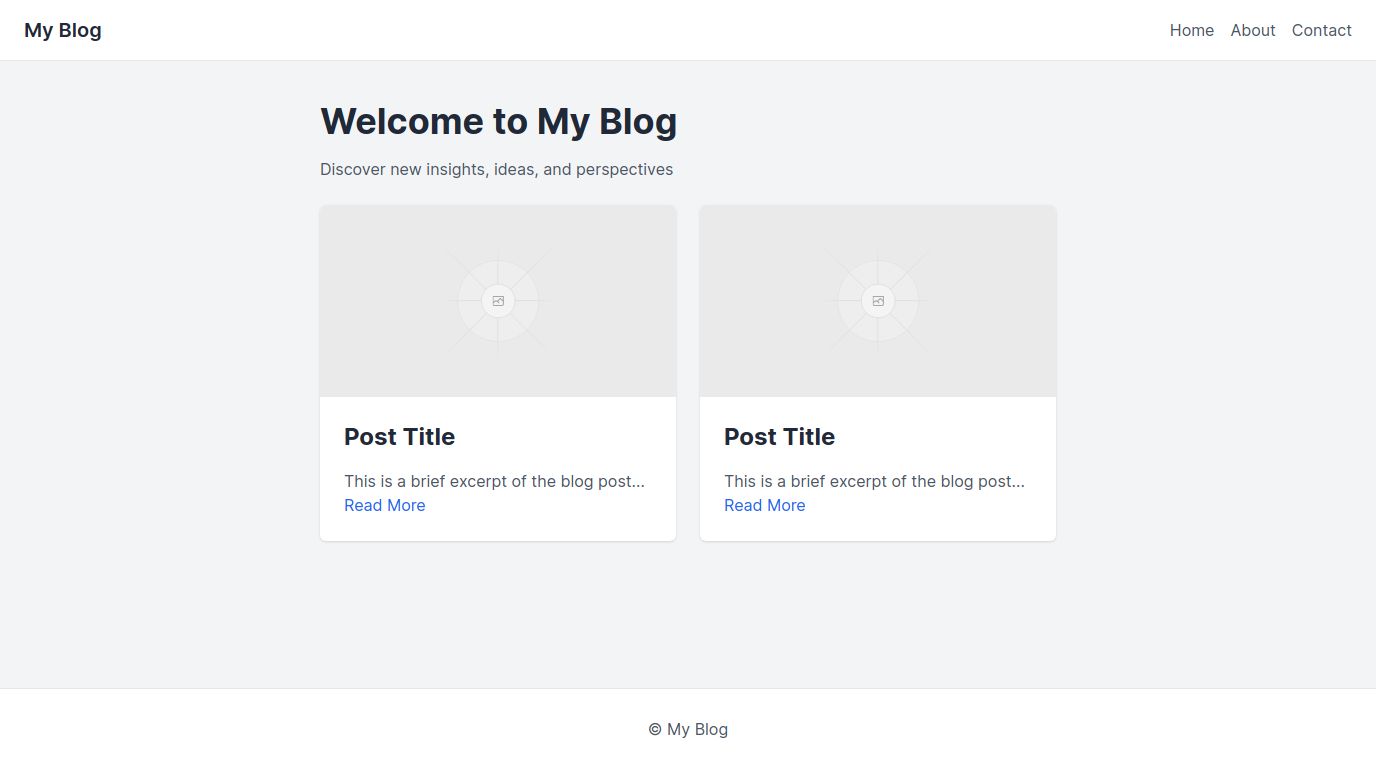 My Blog
Home About Contact
Welcome to My Blog
Discover new insights, ideas, and perspectives
Post Title
This is a brief excerpt of the blog post...
Read More
Post Title
This is a brief excerpt of the blog post...
Read More
© My Blog